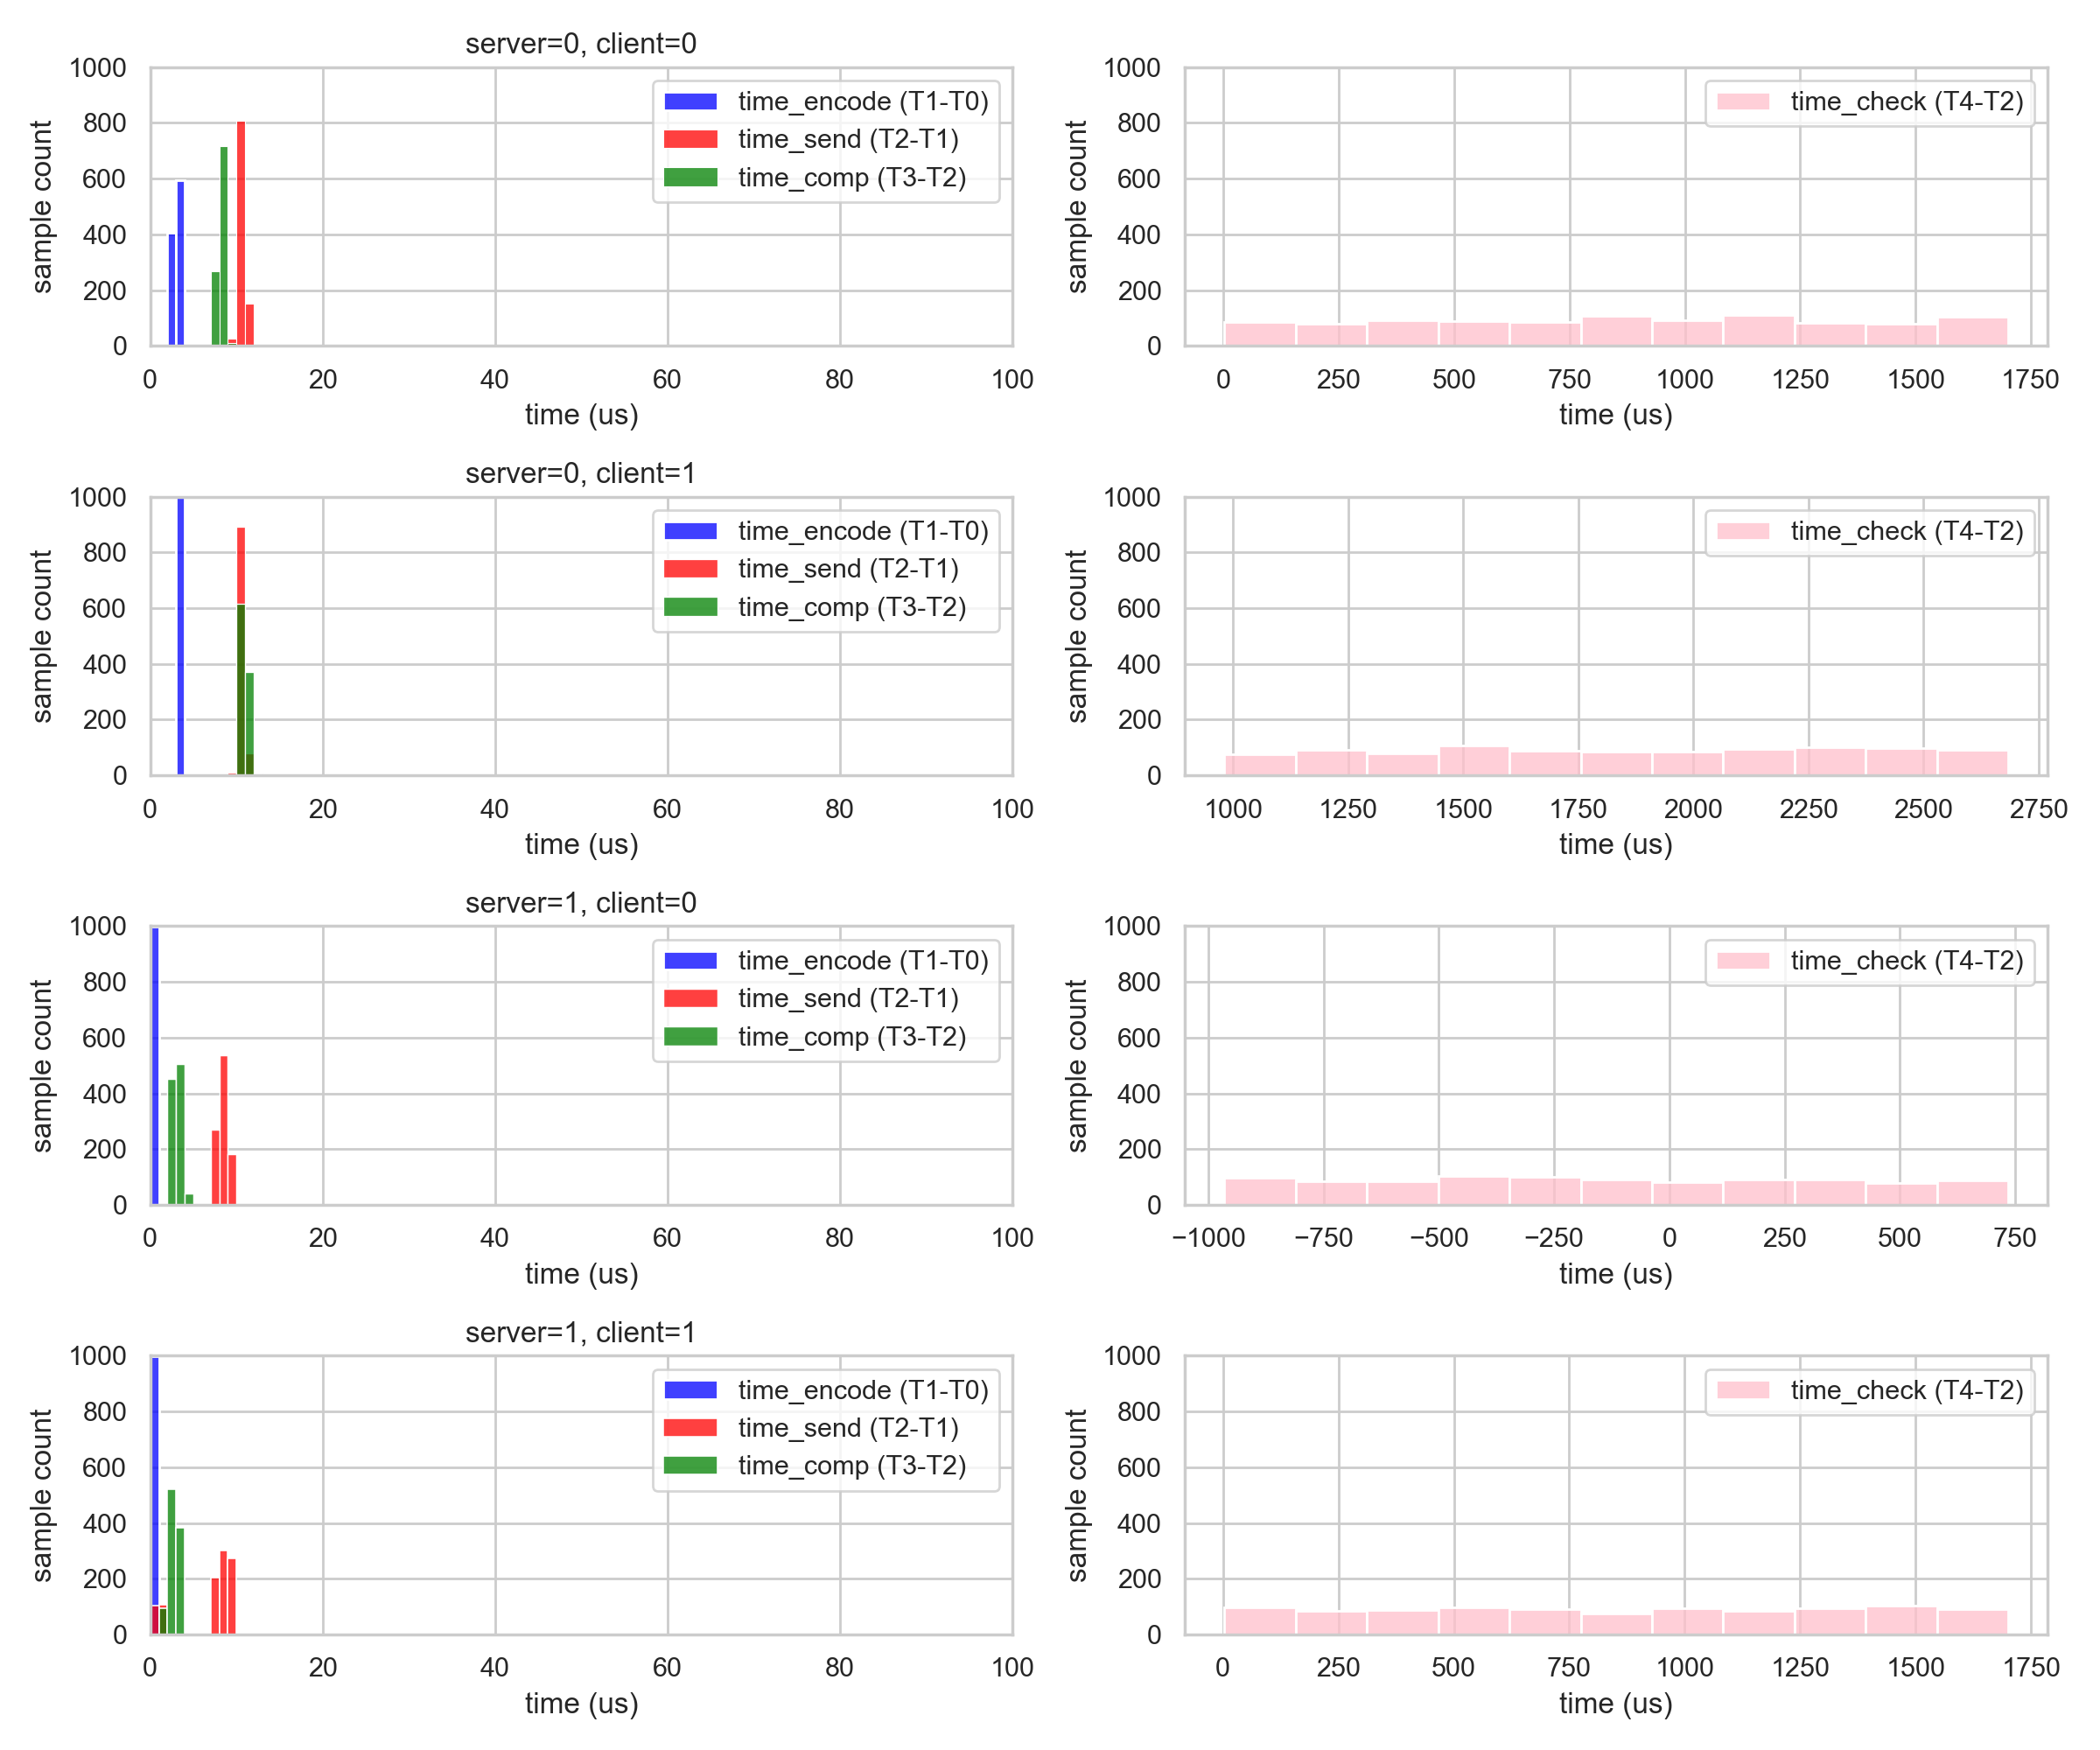 server=0, client=0
1000
800
600
400
200
0
sample count
time_encode (T1-T0)
time_send (T2-T1)
time_comp (T3-T2)
0 20 40 60 80 100
time (us)
1000
800
600
400
200
0
sample count
time_check (T4-T2)
0 250 500 750 1000 1250 1500 1750
time (us)
server=0, client=1
1000
800
600
400
200
0
sample count
time_encode (T1-T0)
time_send (T2-T1)
time_comp (T3-T2)
0 20 40 60 80 100
time (us)
1000
800
600
400
200
0
sample count
time_check (T4-T2)
1000 1250 1500 1750 2000 2250 2500 2750
time (us)
server=1, client=0
1000
800
600
400
200
0
sample count
time_encode (T1-T0)
time_send (T2-T1)
time_comp (T3-T2)
0 20 40 60 80 100
time (us)
1000
800
600
400
200
0
sample count
time_check (T4-T2)
−1000 −750 −500 −250 0 250 500 750
time (us)
server=1, client=1
1000
800
600
400
200
0
sample count
time_encode (T1-T0)
time_send (T2-T1)
time_comp (T3-T2)
0 20 40 60 80 100
time (us)
1000
800
600
400
200
0
sample count
time_check (T4-T2)
0 250 500 750 1000 1250 1500 1750
time (us)